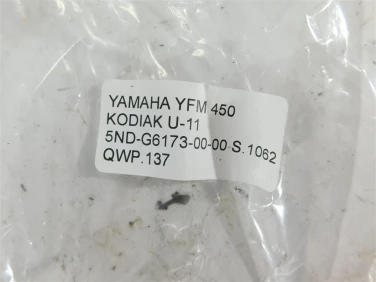 YAMAHA YFM 450
KODIAK U-11
5ND-G6173-00-00 S.1062
QWP.137